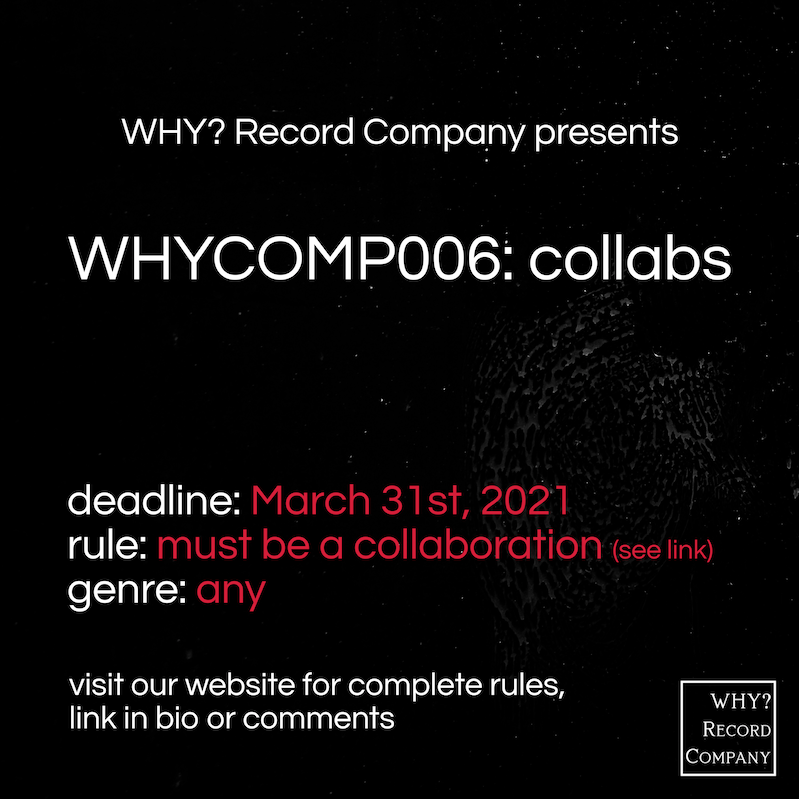 WHY? Record Company presents
WHYCOMP006: collabs
deadline: March 31st, 2021
rule: must be a collaboration (see link)
genre: any
visit our website for complete rules,
link in bio or comments
WHY?
RECORD
COMPANY